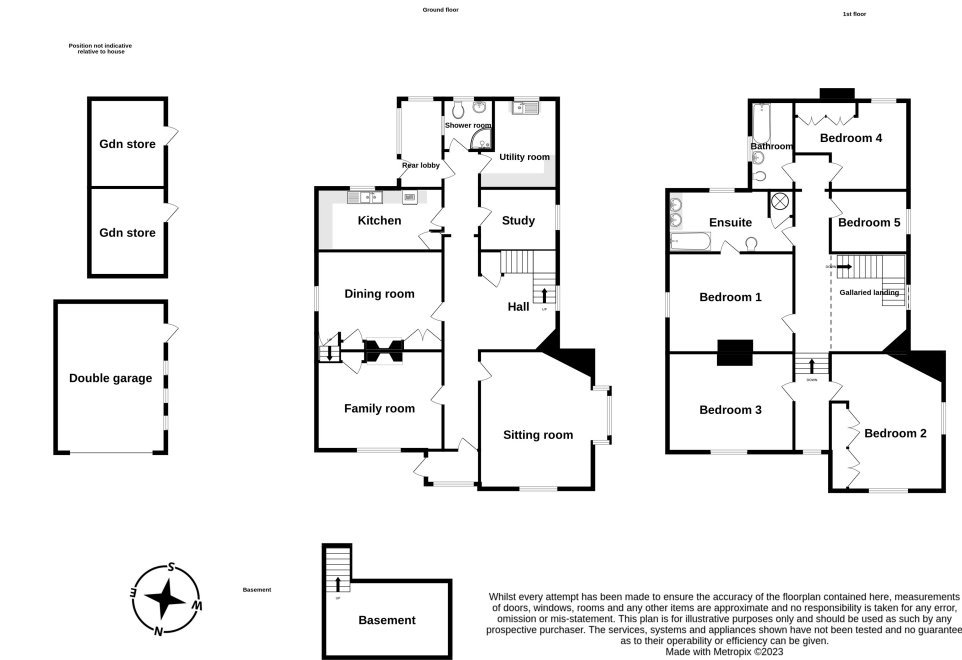 Ground floor
1st floor
Position not indicative
relative to house
Gdn store
Gdn store
Double garage
Shower room
Rear lobby
Utility room
Kitchen
Study
Dining room
Hall
UP
Family room
Sitting room
Bathroom
Bedroom 4
Ensuite
Bedroom 5
Bedroom 1
DOWN
Gallaried landing
DOWN
Bedroom 3
Bedroom 2
S
E
W
N
Basement
UP
Basement
Whilst every attempt has been made to ensure the accuracy of the floorplan contained here, measurements
of doors, windows, rooms and any other items are approximate and no responsibility is taken for any error,
omission or mis-statement. This plan is for illustrative purposes only and should be used as such by any
prospective purchaser. The services, systems and appliances shown have not been tested and no guarantee
as to their operability or efficiency can be given.
Made with Metropix ©2023